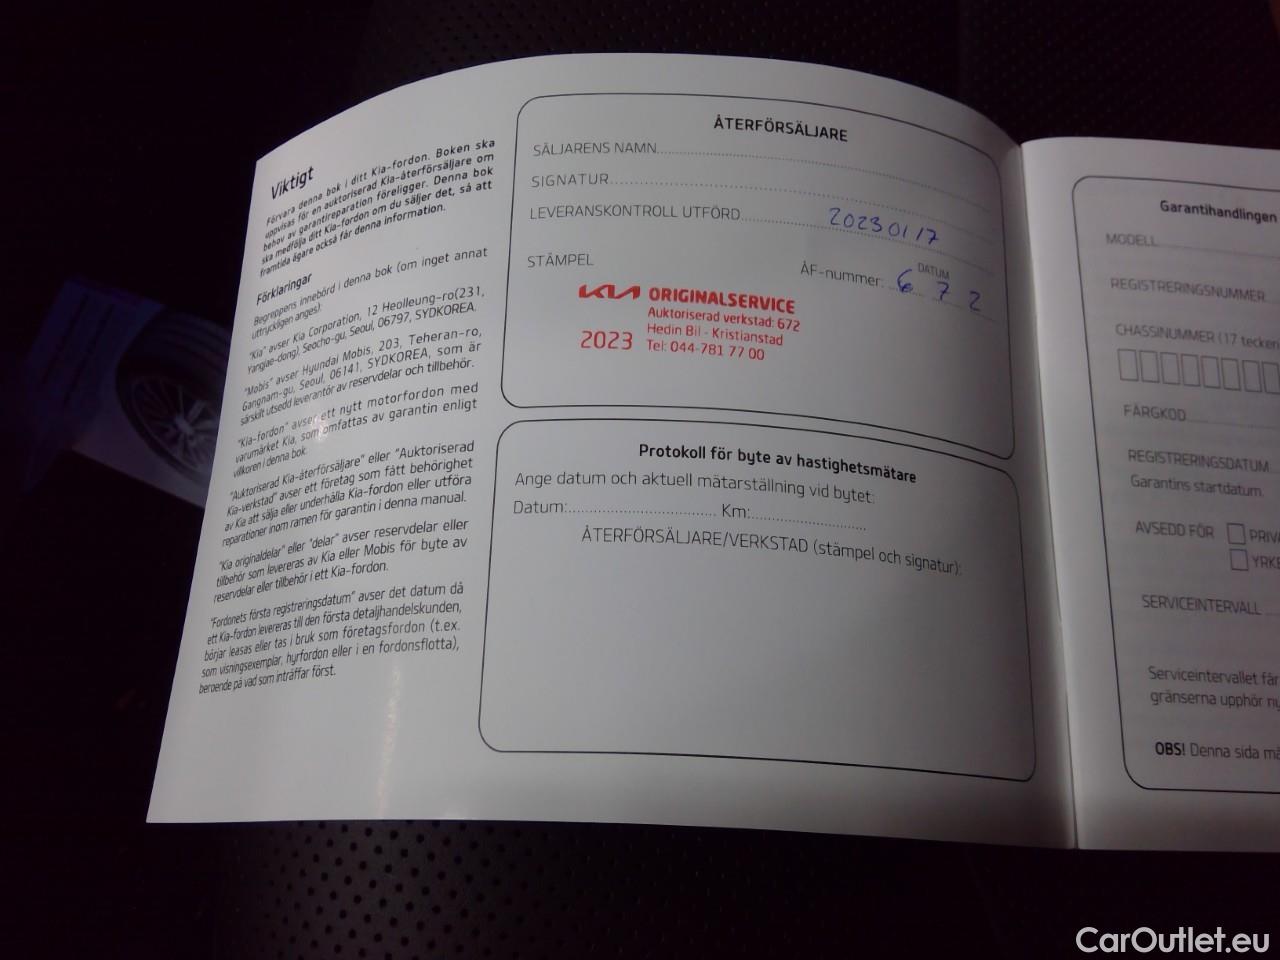 Viktigt
Förvara denna bok i ditt Kia-fordon. Boken ska
uppvisas för en auktoriserad Kia-återförsäljare om
behov av garantireparation föreligger. Denna bok
ska medfölja ditt Kia-fordon om du säljer det, så att
framtida ägare också får denna information.
Förklaringar
Begreppens innebörd i denna bok (om inget annat
uttryckligen anges):
"Kia" avser Kia Corporation, 12 Heolleung-ro(231,
Yangjae-dong), Seocho-gu, Seoul, 06797, SYDKOREA.
"Mobis" avser Hyundai Mobis, 203, Teheran-ro,
Gangnam-gu, Seoul, 06141, SYDKOREA, som är
särskilt utsedd leverantör av reservdelar och tillbehör.
"Kia-fordon" avser ett nytt motorfordon med
varumärket Kia, som omfattas av garantin enligt
villkoren i denna bok.
"Auktoriserad Kia-återförsäljare" eller "Auktoriserad
Kia-verkstad" avser ett företag som fått behörighet
av Kia att sälja eller underhålla Kia-fordon eller utföra
reparationer inom ramen för garantin i denna manual.
"Kia originaldelar" eller "delar" avser reservdelar eller
tillbehör som levereras av Kia eller Mobis för byte av
reservdelar eller tillbehör i ett Kia-fordon.
"Fordonets första registreringsdatum" avser det datum då
ett Kia-fordon levereras till den första detaljhandelskunden,
börjar leasas eller tas i bruk som företagsfordon (t.ex.
som visningsexemplar, hyrfordon eller i en fordonsflotta),
beroende på vad som inträffar först.
ÅTERFÖRSÄLJARE
SÄLJARENS NAMN
SIGNATUR
LEVERANSKONTROLL UTFÖRD 20230117
DATUM
STÄMPEL
ÅF-nummer: 6 7 2
KIA ORIGINALSERVICE
Auktoriserad verkstad: 672
Hedin Bil - Kristianstad
2023 Tel: 044-781 77 00
Protokoll för byte av hastighetsmätare
Ange datum och aktuell mätarställning vid bytet:
Datum: Km:
ÅTERFÖRSÄLJARE/VERKSTAD (stämpel och signatur):
Garantihandlingen
MODELL
REGISTRERINGSNUMMER
CHASSINUMMER (17 tecken
FÄRGKOD
REGISTRERINGSDATUM
Garantins startdatum.
AVSEDD FÖR PRIVA
YRKE
SERVICEINTERVALL
Serviceintervallet får
gränserna upphör ny
OBS! Denna sida må
CarOutlet.eu